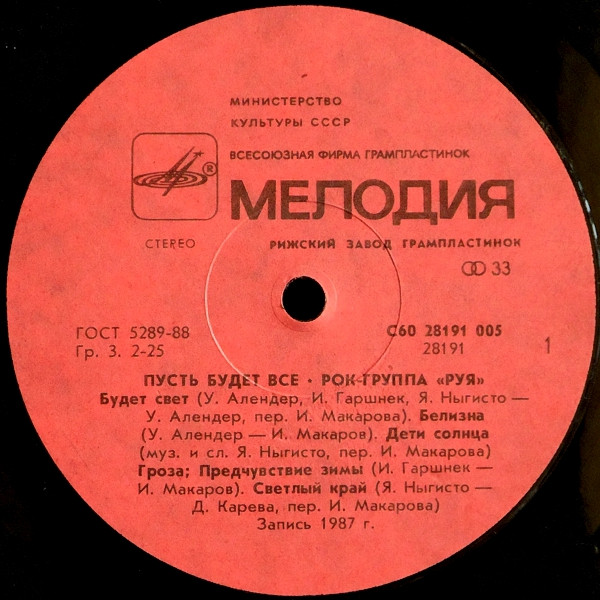 МИНИСТЕРСТВО
КУЛЬТУРЫ СССР
ВСЕСОЮЗНАЯ ФИРМА ГРАМПЛАСТИНОК
®
МЕЛОДИЯ
СТЕРЕО
РИЖСКИЙ ЗАВОД ГРАМПЛАСТИНОК
33
ГОСТ 5289-88
Гр. 3. 2-25
С60 28191 005
28191
1
ПУСТЬ БУДЕТ ВСЕ · РОК-ГРУППА «РУЯ»
Будет свет (У. Алендер, И. Гаршнек, Я. Ныгисто —
У. Алендер, пер. И. Макарова). Белизна
(У. Алендер — И. Макаров). Дети солнца
(муз. и сл. Я. Ныгисто, пер. И. Макарова)
Гроза; Предчувствие зимы (И. Гаршнек —
И. Макаров). Светлый край (Я. Ныгисто —
Д. Карева, пер. И. Макарова)
Запись 1987 г.